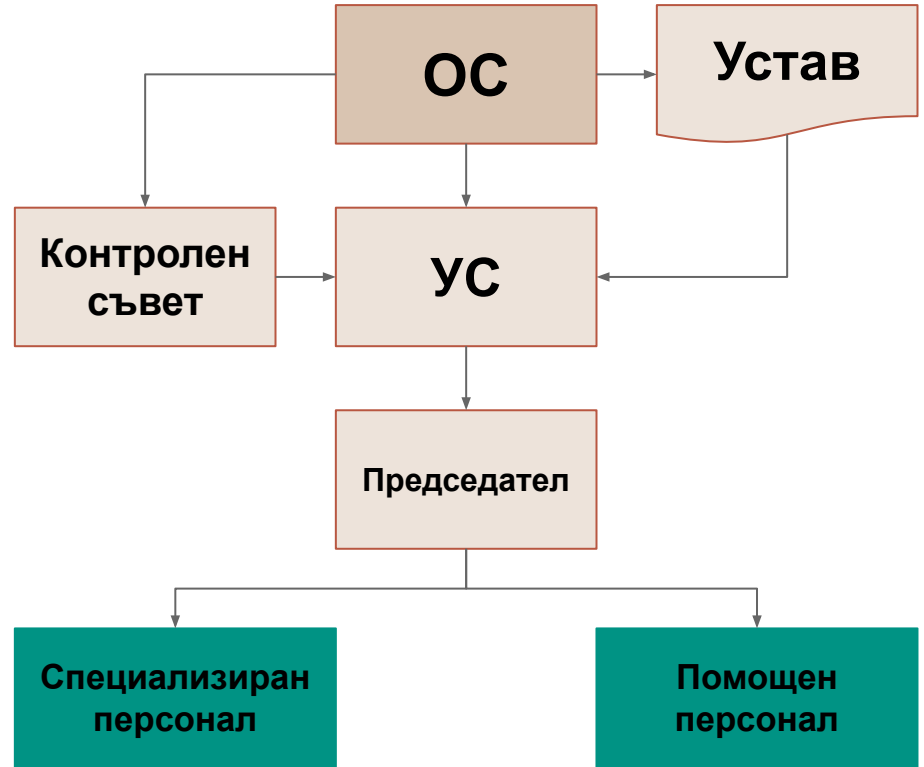 ОС
Устав
Контролен
съвет
УС
Председател
Специализиран
персонал
Помощен
персонал